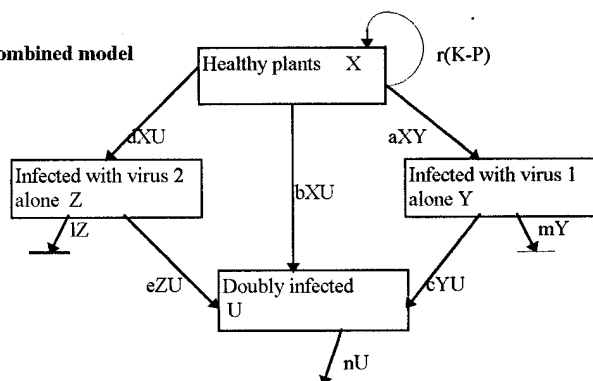 ombined model
Healthy plants X
r(K-P)
dXU
aXY
Infected with virus 2
alone Z
bXU
Infected with virus 1
alone Y
lZ
mY
eZU
cYU
Doubly infected
U
nU